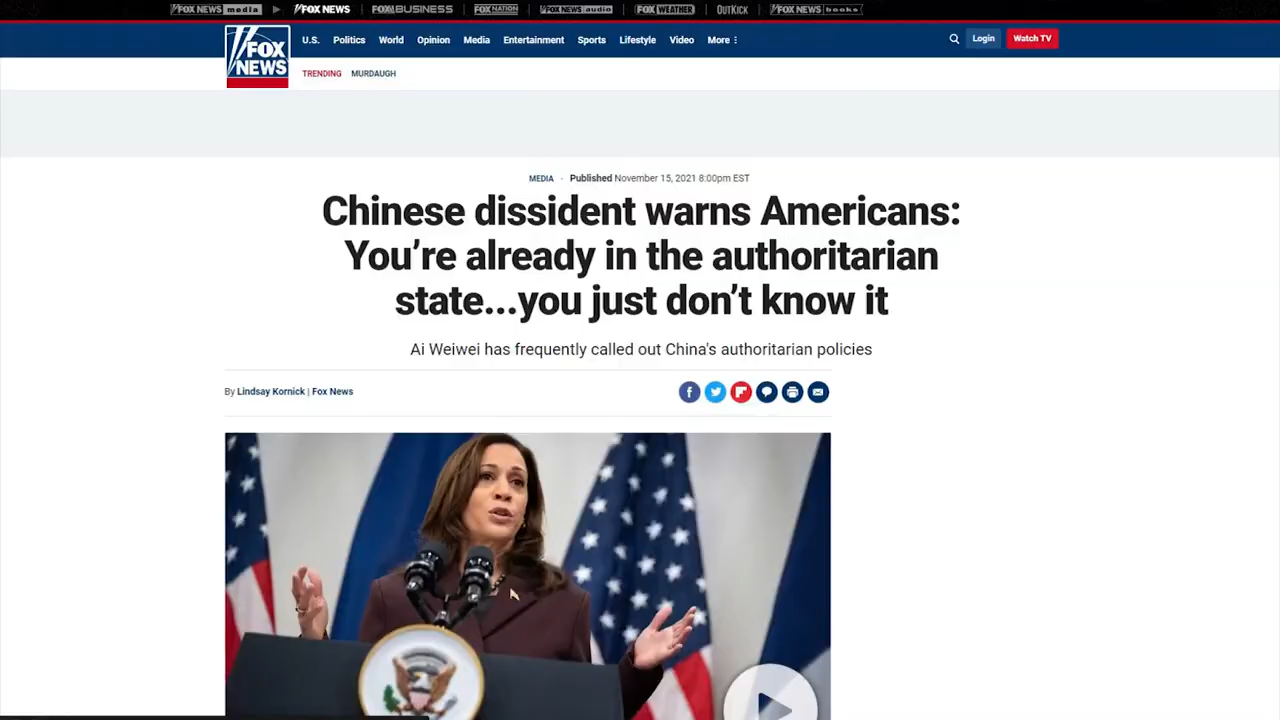 FOX NEWS media FOX NEWS FOX BUSINESS FOX NATION FOX NEWS audio FOX WEATHER OUTKICK FOX NEWS books
FOX NEWS
U.S. Politics World Opinion Media Entertainment Sports Lifestyle Video More Login Watch TV
TRENDING MURDAUGH
MEDIA · Published November 15, 2021 8:00pm EST
Chinese dissident warns Americans:
You’re already in the authoritarian
state...you just don’t know it
Ai Weiwei has frequently called out China's authoritarian policies
By Lindsay Kornick | Fox News